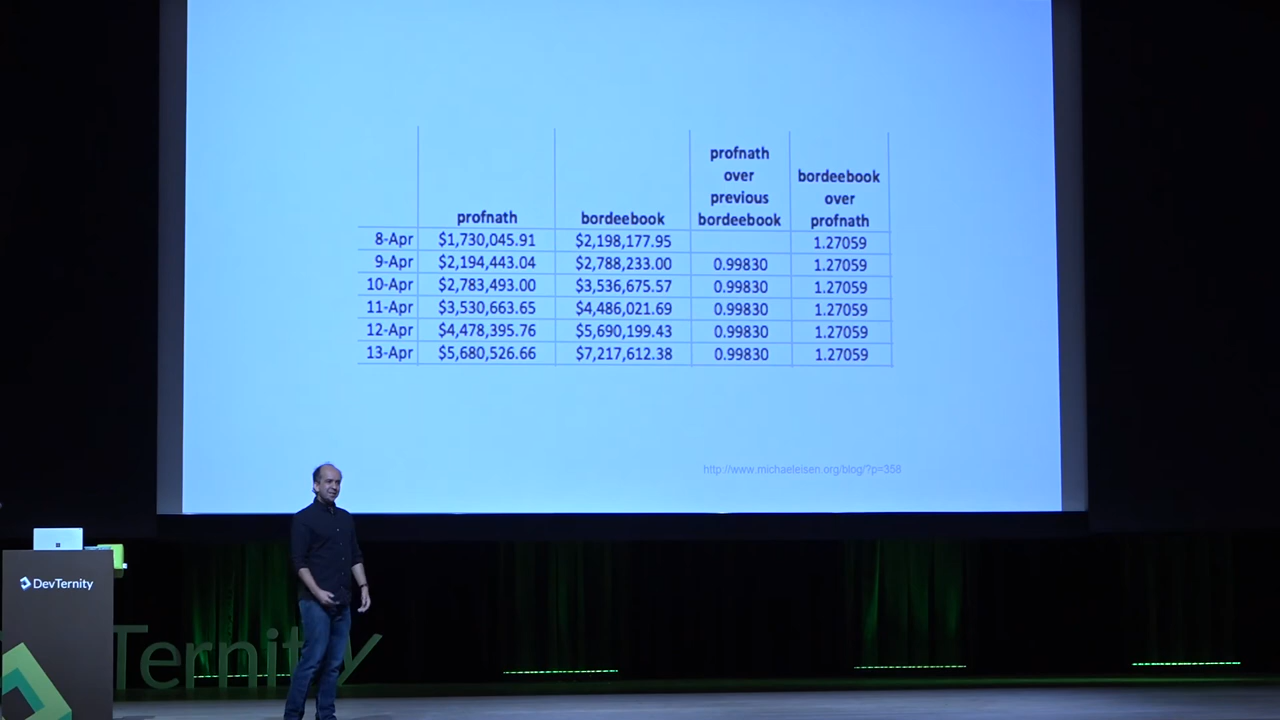 profnath
over
previous
bordeebook
bordeebook
over
profnath
profnath bordeebook
8-Apr $1,730,045.91 $2,198,177.95 1.27059
9-Apr $2,194,443.04 $2,788,233.00 0.99830 1.27059
10-Apr $2,783,493.00 $3,536,675.57 0.99830 1.27059
11-Apr $3,530,663.65 $4,486,021.69 0.99830 1.27059
12-Apr $4,478,395.76 $5,690,199.43 0.99830 1.27059
13-Apr $5,680,526.66 $7,217,612.38 0.99830 1.27059
http://www.michaeleisen.org/blog/?p=358
DevTernity
Ternity